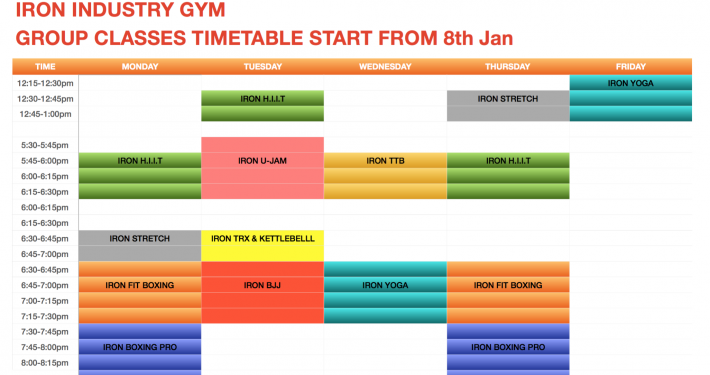 IRON INDUSTRY GYM
GROUP CLASSES TIMETABLE START FROM 8th Jan
TIME MONDAY TUESDAY WEDNESDAY THURSDAY FRIDAY
12:15-12:30pm IRON YOGA
12:30-12:45pm IRON H.I.I.T IRON STRETCH
12:45-1:00pm
5:30-5:45pm
5:45-6:00pm IRON H.I.I.T IRON U-JAM IRON TTB IRON H.I.I.T
6:00-6:15pm
6:15-6:30pm
6:00-6:15pm
6:15-6:30pm
6:30-6:45pm IRON STRETCH IRON TRX & KETTLEBELLL
6:45-7:00pm
6:30-6:45pm
6:45-7:00pm IRON FIT BOXING IRON BJJ IRON YOGA IRON FIT BOXING
7:00-7:15pm
7:15-7:30pm
7:30-7:45pm
7:45-8:00pm IRON BOXING PRO IRON BOXING PRO
8:00-8:15pm